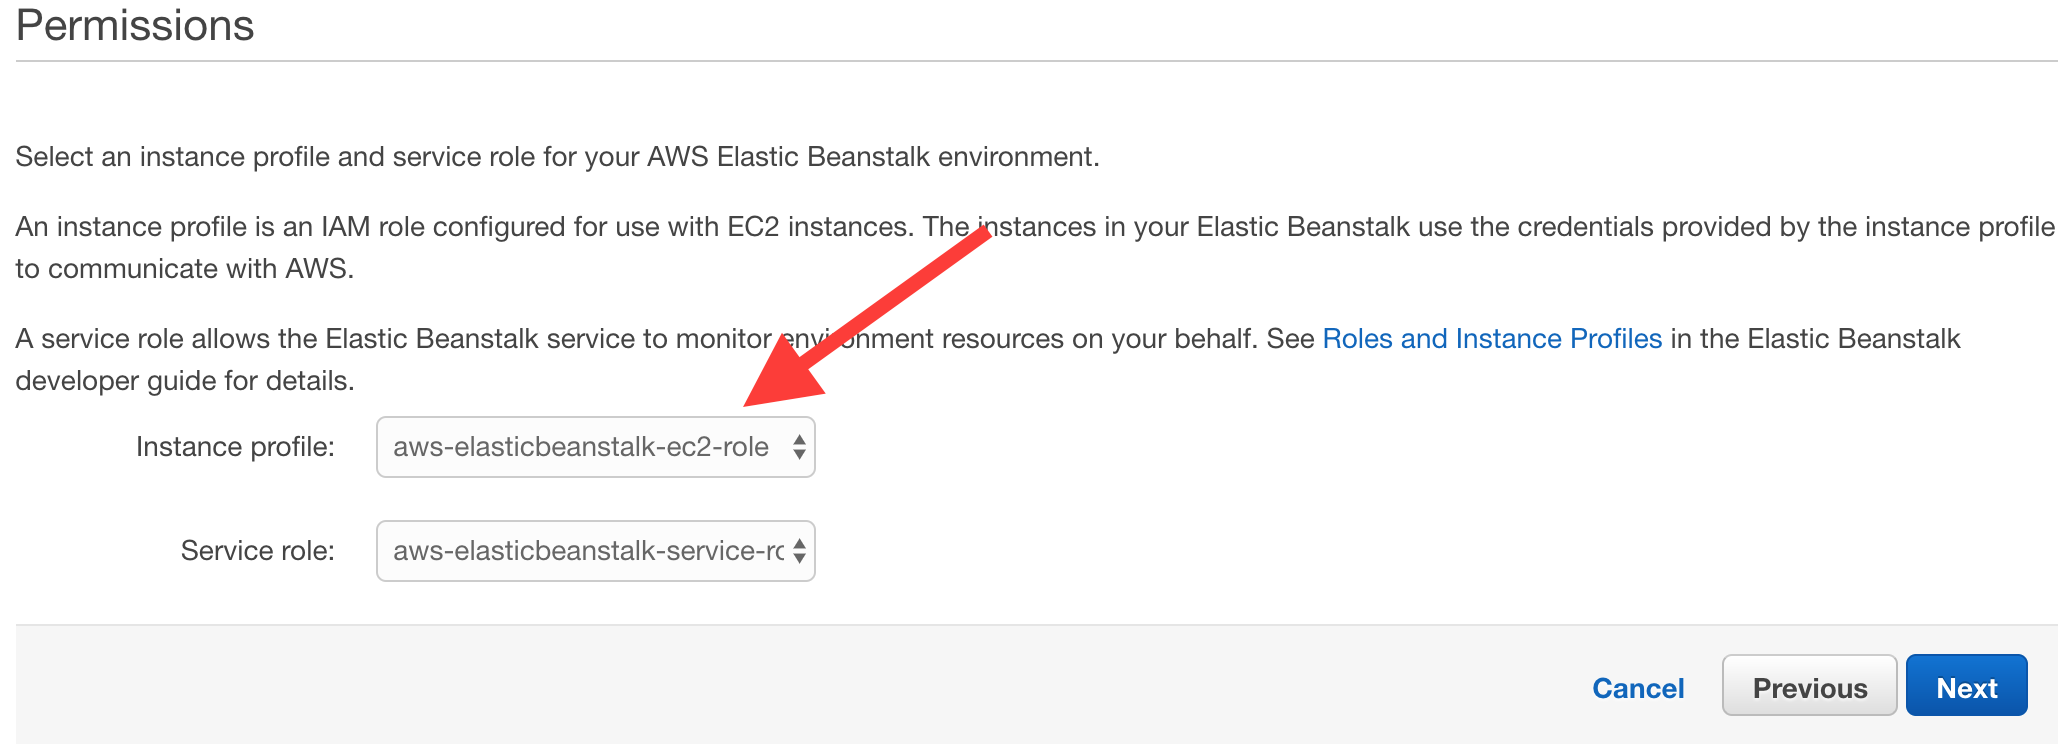 Permissions
Select an instance profile and service role for your AWS Elastic Beanstalk environment.
An instance profile is an IAM role configured for use with EC2 instances. The instances in your Elastic Beanstalk use the credentials provided by the instance profile
to communicate with AWS.
A service role allows the Elastic Beanstalk service to monitor environment resources on your behalf. See Roles and Instance Profiles in the Elastic Beanstalk
developer guide for details.
Instance profile: aws-elasticbeanstalk-ec2-role
Service role: aws-elasticbeanstalk-service-ro
Cancel Previous Next